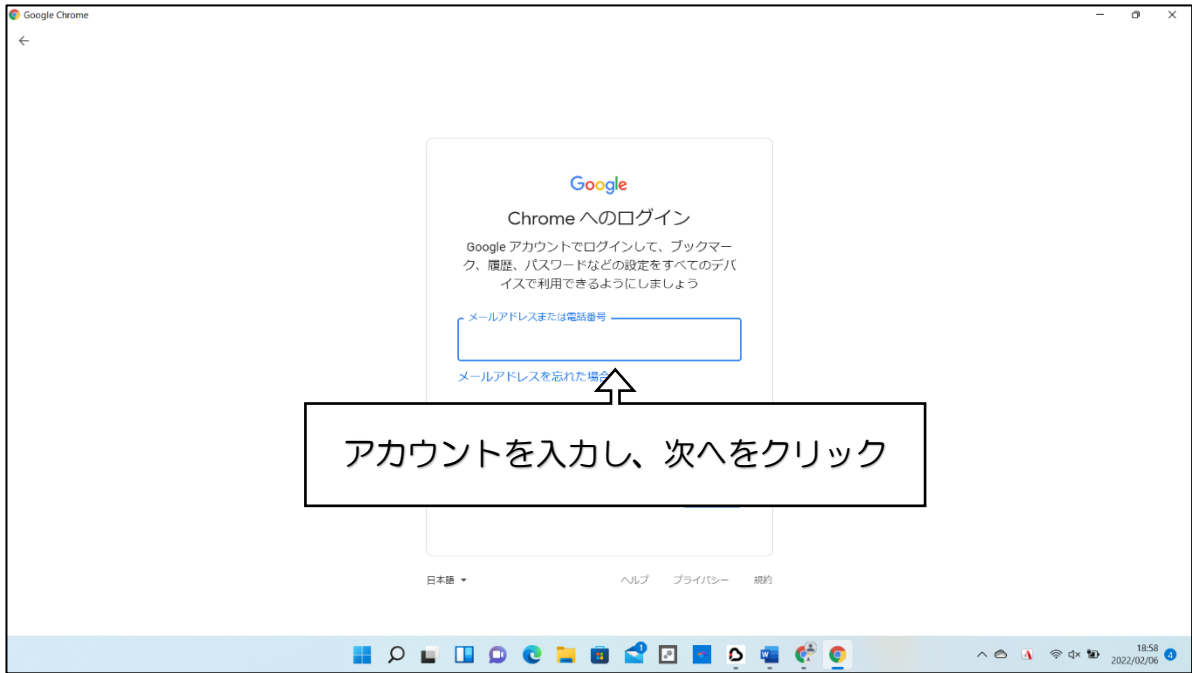 Google Chrome
Google
Chrome へのログイン
Google アカウントでログインして、ブックマー
ク、履歴、パスワードなどの設定をすべてのデバ
イスで利用できるようにしましょう
メールアドレスまたは電話番号
メールアドレスを忘れた場合
アカウントを入力し、次へをクリック
日本語
ヘルプ プライバシー 規約
18:58
2022/02/06
4
1
A
W